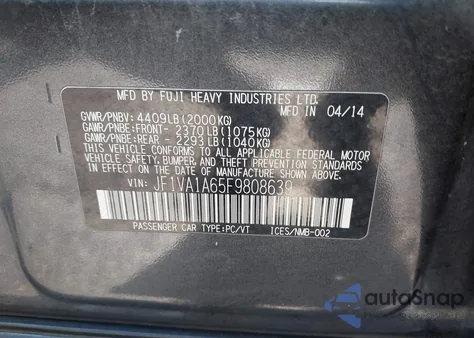 MFD BY FUJI HEAVY INDUSTRIES LTD.
MFD IN 04/14
GVWR/PNBV: 4409LB(2000KG)
GAWR/PNBE:FRONT- 2370LB(1075KG)
GAWR/PNBE:REAR - 2293LB(1040KG)
THIS VEHICLE CONFORMS TO ALL APPLICABLE FEDERAL MOTOR
VEHICLE SAFETY, BUMPER, AND THEFT PREVENTION STANDARDS
IN EFFECT ON THE DATE OF MANUFACTURE SHOWN ABOVE.
VIN: JF1VA1A65F9808639
PASSENGER CAR TYPE:PC/VT ICES/NMB-002
autoSnap